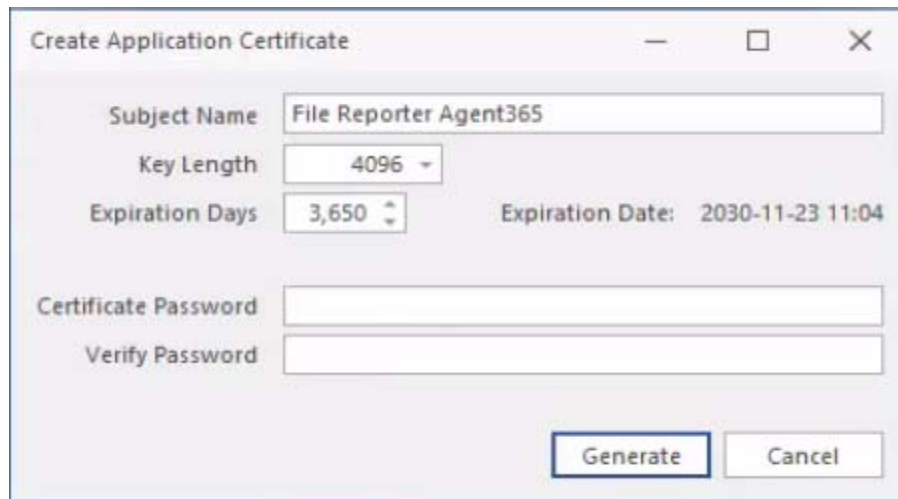 Create Application Certificate
Subject Name File Reporter Agent365
Key Length 4096
Expiration Days 3,650 Expiration Date: 2030-11-23 11:04
Certificate Password
Verify Password
Generate Cancel